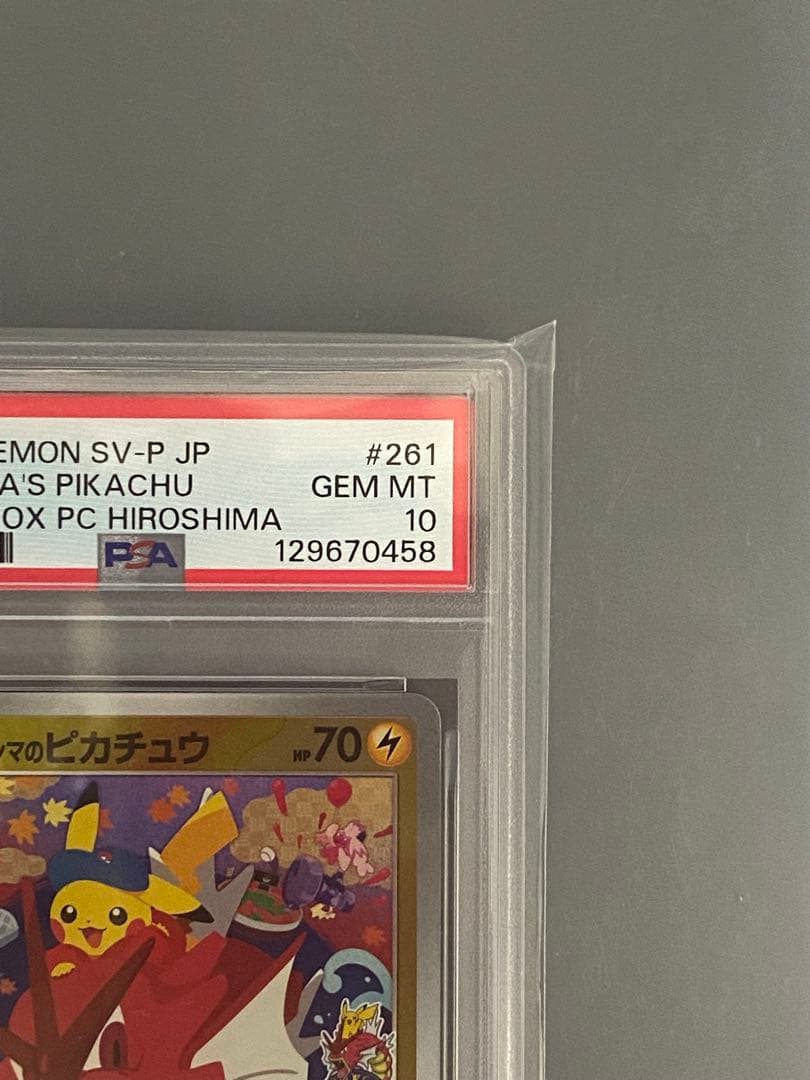 EMON SV-P JP #261
A'S PIKACHU GEM MT
OX PC HIROSHIMA 10
PSA 129670458
マのピカチュウ HP70